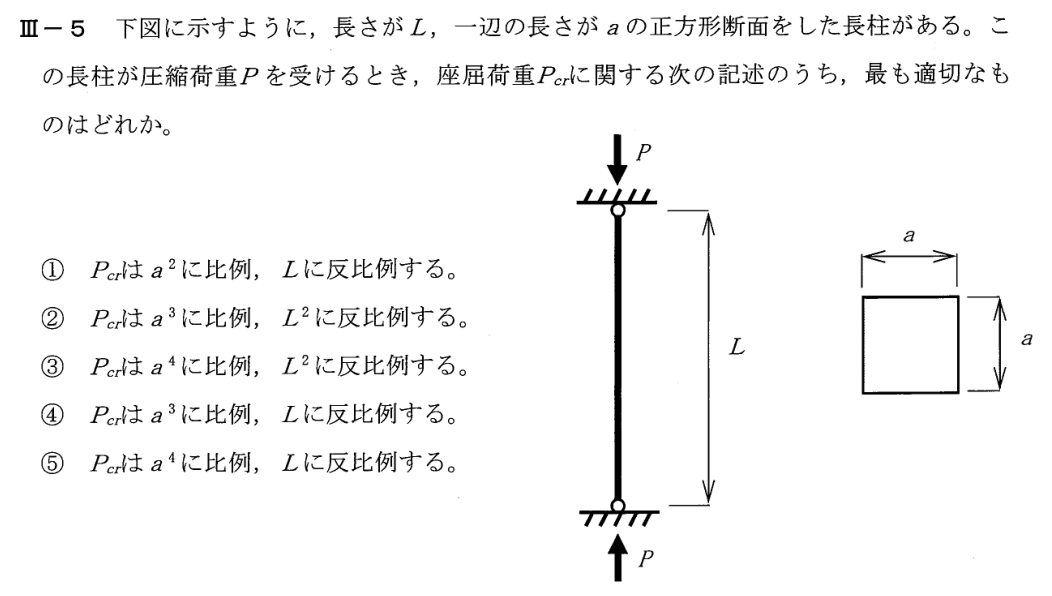 Ⅲ－５　下図に示すように，長さが L，一辺の長さが a の正方形断面をした長柱がある。こ
の長柱が圧縮荷重 P を受けるとき，座屈荷重 Pcr に関する次の記述のうち，最も適切なも
のはどれか。
P
① Pcr は a² に比例，L に反比例する。
② Pcr は a³ に比例，L² に反比例する。
③ Pcr は a⁴ に比例，L² に反比例する。
④ Pcr は a³ に比例，L に反比例する。
⑤ Pcr は a⁴ に比例，L に反比例する。
L
a
a
P